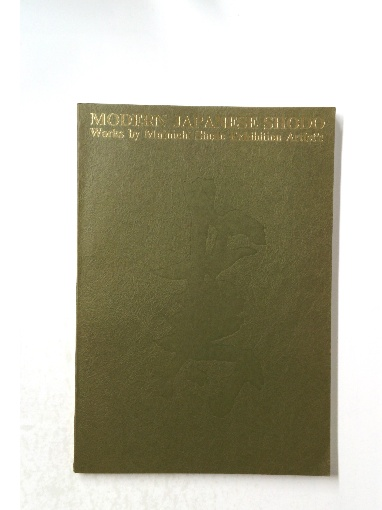 MODERN JAPANESE SHODO
Works by Mainichi Shodo Exhibition Artists